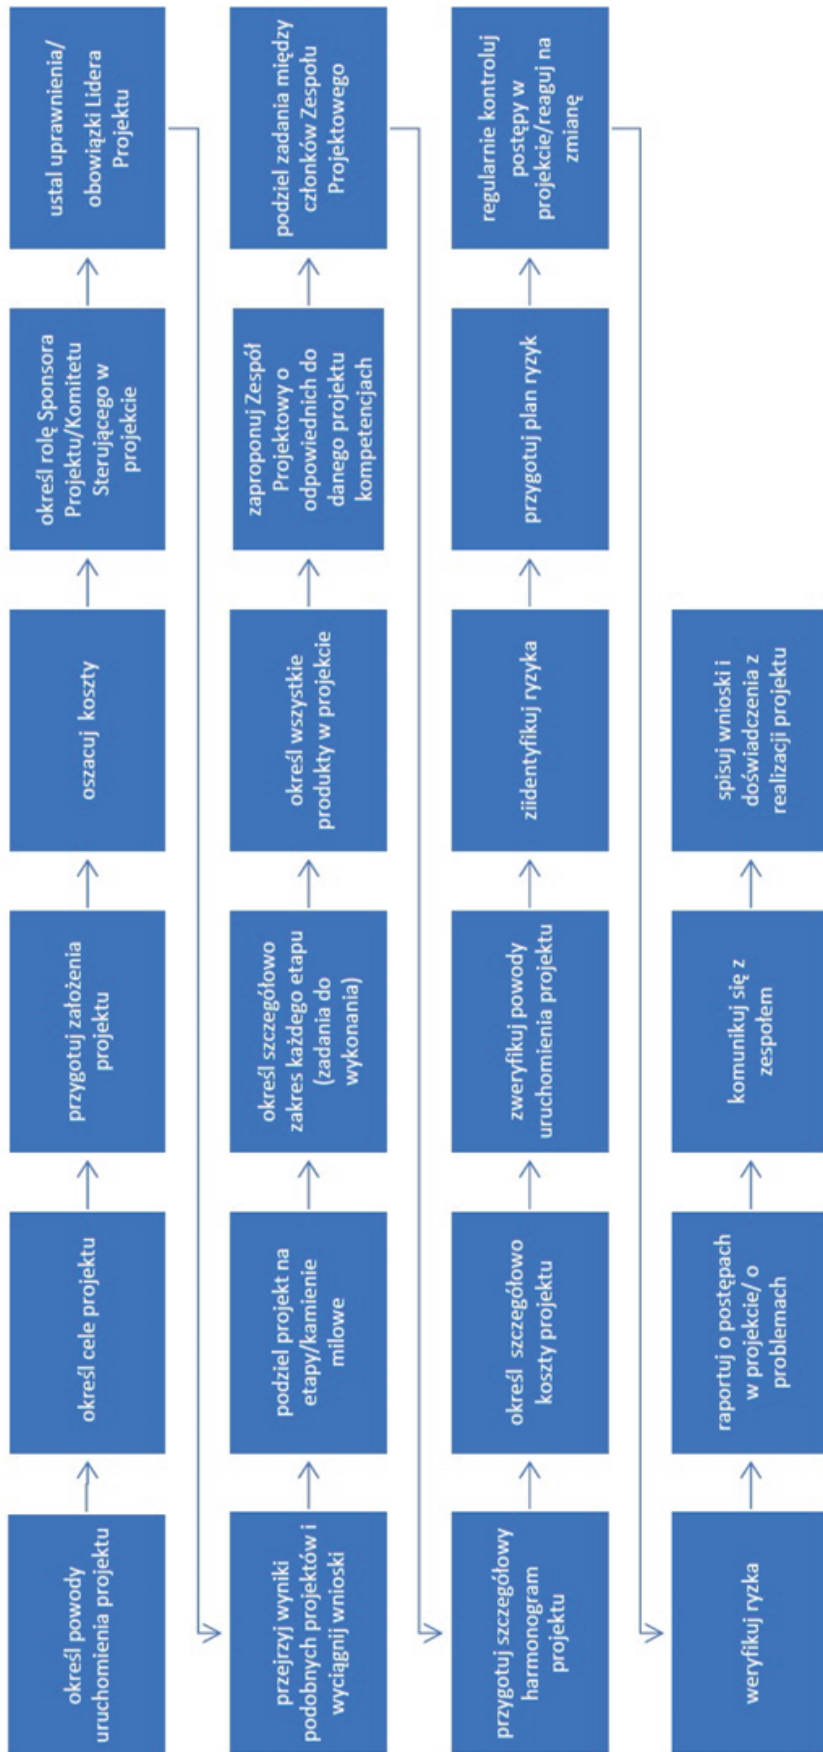 określ powody
uruchomienia projektu
określ cele projektu
przygotuj założenia
projektu
oszacuj koszty
określ rolę Sponsora
Projektu/Komitetu
Sterującego w
projekcie
ustal uprawnienia/
obowiązki Lidera
Projektu
przejrzyj wyniki
podobnych projektów i
wyciągnij wnioski
podziel projekt na
etapy/kamienie
milowe
określ szczegółowo
zakres każdego etapu
(zadania do
wykonania)
określ wszystkie
produkty w projekcie
zaproponuj Zespół
Projektowy o
odpowiednich do
danego projektu
kompetencjach
podziel zadania między
członków Zespołu
Projektowego
przygotuj szczegółowy
harmonogram
projektu
określ szczegółowo
koszty projektu
zweryfikuj powody
uruchomienia projektu
ziidentyfikuj ryzyka
przygotuj plan ryzyk
regularnie kontroluj
postępy w
projekcie/reaguj na
zmianę
weryfikuj ryzka
raportuj o postępach
w projekcie/ o
problemach
komunikuj się z
zespołem
spisuj wnioski i
doświadczenia z
realizacji projektu